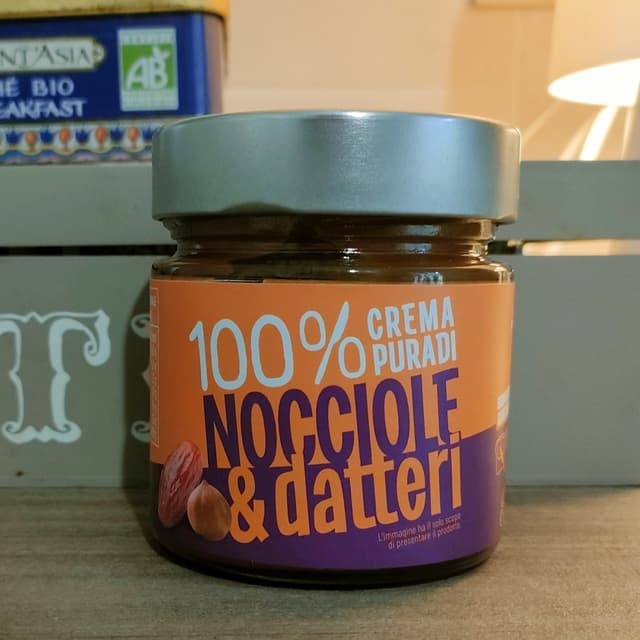 NT'ASIA
HÉ BIO
EAKFAST
AB
T
100% CREMA
PURA DI
NOCCIOLE
& datteri
L'immagine ha il solo scopo
di presentare il prodotto.